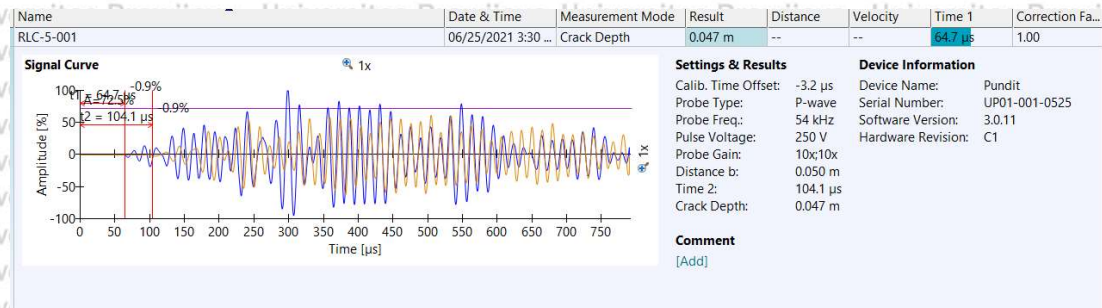 Name Date & Time Measurement Mode Result Distance Velocity Time 1 Correction Fa...
RLC-5-001 06/25/2021 3:30 ... Crack Depth 0.047 m -- -- 64.7 µs 1.00
Signal Curve 1x
Settings & Results Device Information
Calib. Time Offset: -3.2 µs Device Name: Pundit
Probe Type: P-wave Serial Number: UP01-001-0525
Probe Freq.: 54 kHz Software Version: 3.0.11
Pulse Voltage: 250 V Hardware Revision: C1
Probe Gain: 10x;10x
Distance b: 0.050 m
Time 2: 104.1 µs
Crack Depth: 0.047 m
Comment
[Add]
-0.9%
t1 = 64.7 µs
A=72.5%
-0.9%
t2 = 104.1 µs
Amplitude [%]
100
50
0
-50
-100
0 50 100 150 200 250 300 350 400 450 500 550 600 650 700 750
Time [µs]
1x